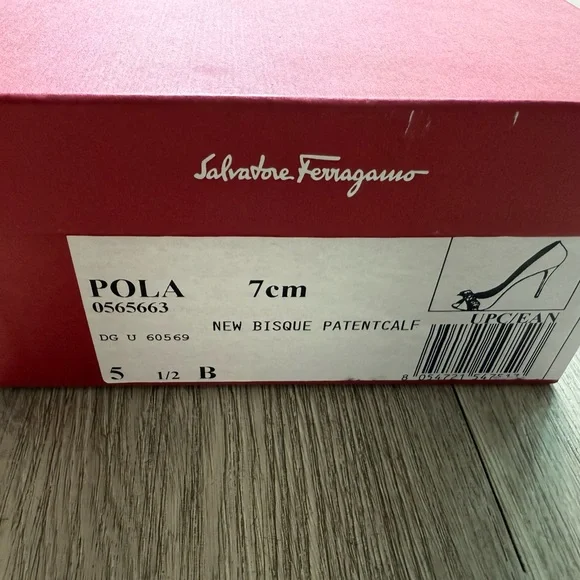 Salvatore Ferragamo
POLA 7cm
0565663
NEW BISQUE PATENTCALF
DG U 60569
UPC/EAN
5 1/2 B